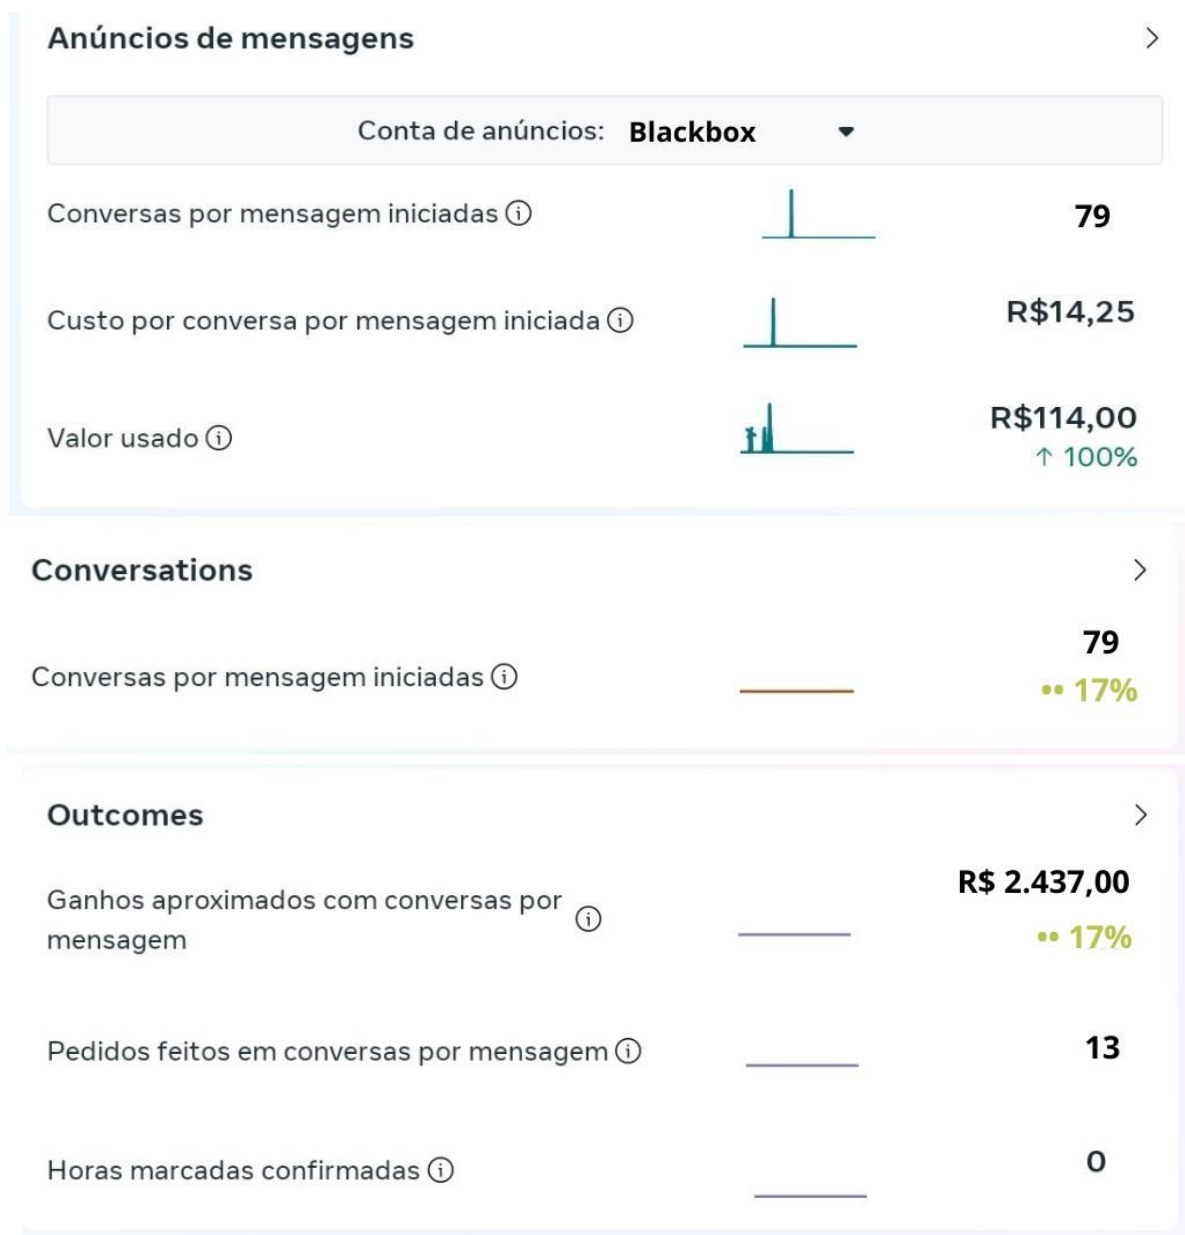 Anúncios de mensagens
Conta de anúncios: Blackbox
Conversas por mensagem iniciadas
79
Custo por conversa por mensagem iniciada
R$14,25
Valor usado
R$114,00
↑ 100%
Conversations
Conversas por mensagem iniciadas
79
•• 17%
Outcomes
Ganhos aproximados com conversas por
mensagem
R$ 2.437,00
•• 17%
Pedidos feitos em conversas por mensagem
13
Horas marcadas confirmadas
0